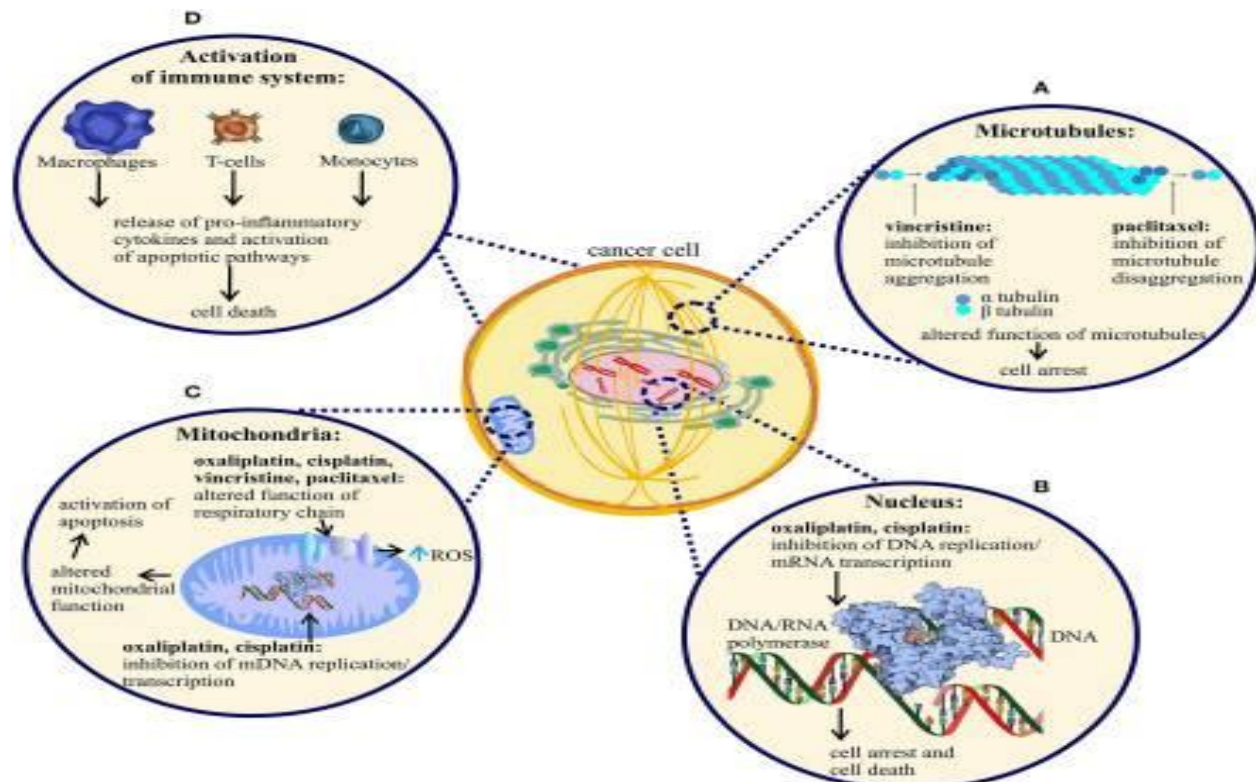 D
Activation
of immune system:
Macrophages
T-cells
Monocytes
release of pro-inflammatory
cytokines and activation
of apoptotic pathways
cell death
A
Microtubules:
vincristine:
inhibition of
microtubule
aggregation
paclitaxel:
inhibition of
microtubule
disaggregation
α tubulin
β tubulin
altered function of microtubules
cell arrest
cancer cell
C
Mitochondria:
oxaliplatin, cisplatin,
vincristine, paclitaxel:
altered function of
respiratory chain
activation of
apoptosis
↑ROS
altered
mitochondrial
function
oxaliplatin, cisplatin:
inhibition of mDNA replication/
transcription
B
Nucleus:
oxaliplatin, cisplatin:
inhibition of DNA replication/
mRNA transcription
DNA/RNA
polymerase
DNA
cell arrest and
cell death